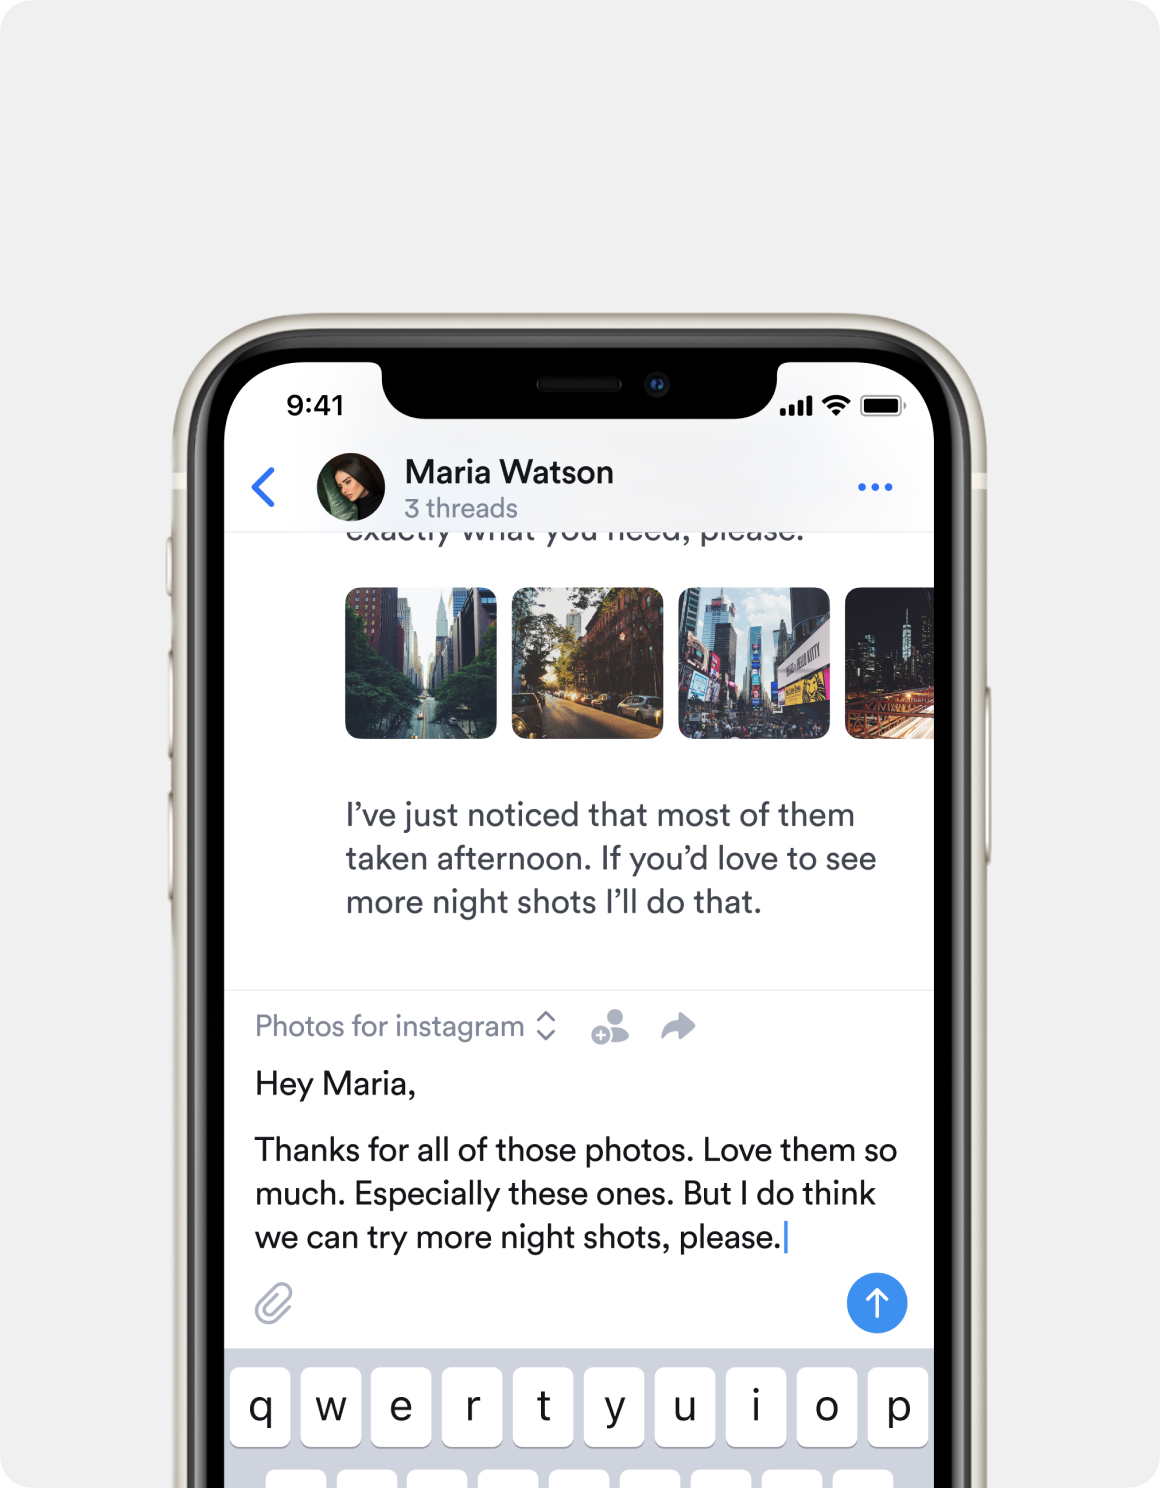 9:41
Maria Watson
3 threads
exactly what you need, please.
HELLO KITTY
I’ve just noticed that most of them
taken afternoon. If you’d love to see
more night shots I’ll do that.
Photos for instagram
Hey Maria,
Thanks for all of those photos. Love them so
much. Especially these ones. But I do think
we can try more night shots, please.
q w e r t y u i o p